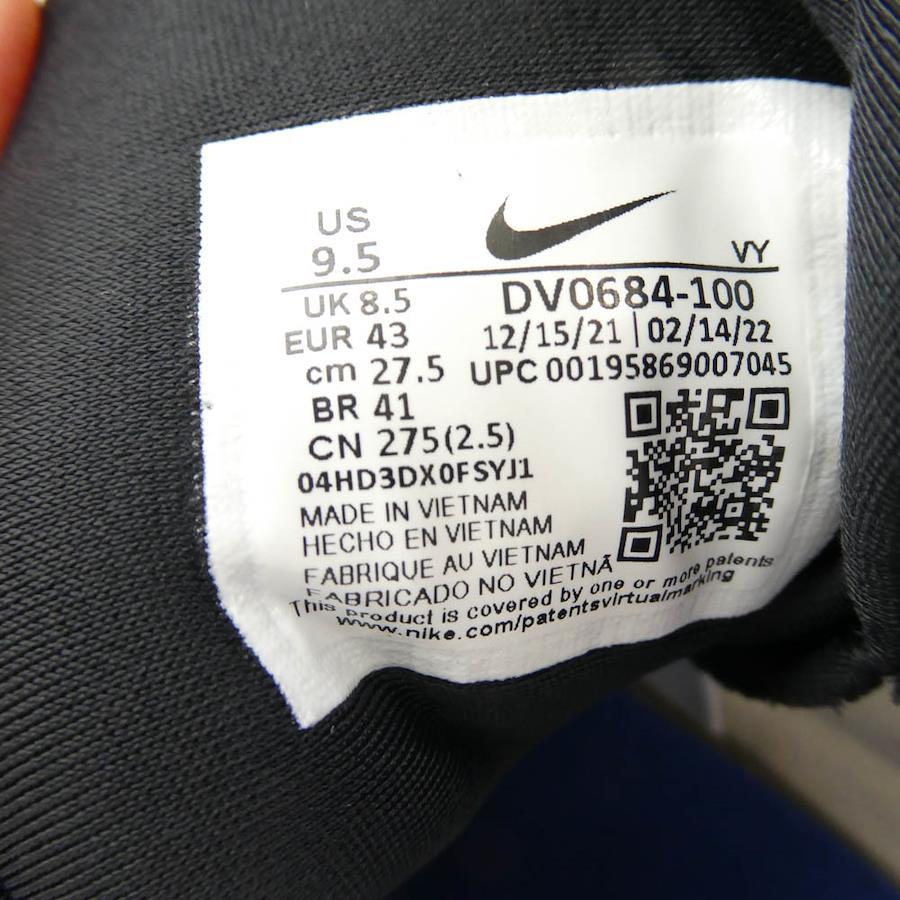 US
9.5
VY
UK 8.5
DV0684-100
EUR 43
12/15/21 | 02/14/22
cm 27.5
UPC 00195869007045
BR 41
CN 275(2.5)
04HD3DX0FSYJ1
MADE IN VIETNAM
HECHO EN VIETNAM
FABRIQUE AU VIETNAM
FABRICADO NO VIETNÃ
This product is covered by one or more patents
www.nike.com/patentsvirtualmarking